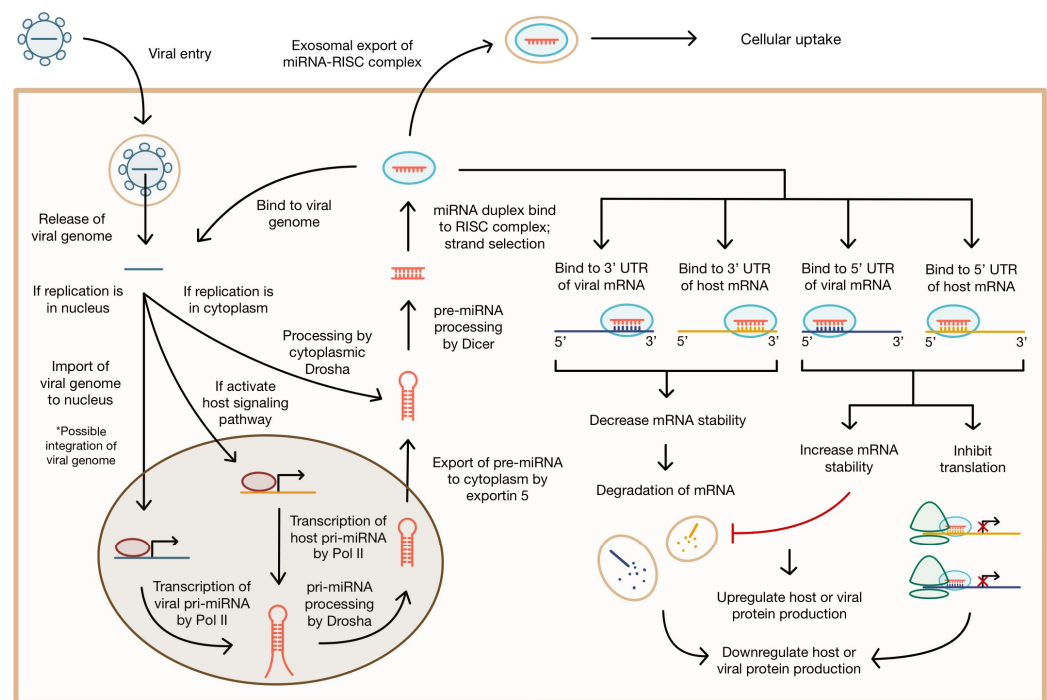 Viral entry
Exosomal export of
miRNA-RISC complex
Cellular uptake
Release of
viral genome
Bind to viral
genome
miRNA duplex bind
to RISC complex;
strand selection
If replication is
in nucleus
If replication is
in cytoplasm
Processing by
cytoplasmic
Drosha
pre-miRNA
processing
by Dicer
Import of
viral genome
to nucleus
*Possible
integration of
viral genome
If activate
host signaling
pathway
Export of pre-miRNA
to cytoplasm by
exportin 5
Transcription of
host pri-miRNA
by Pol II
Transcription of
viral pri-miRNA
by Pol II
pri-miRNA
processing
by Drosha
Bind to 3’ UTR
of viral mRNA
Bind to 3’ UTR
of host mRNA
Bind to 5’ UTR
of viral mRNA
Bind to 5’ UTR
of host mRNA
5’ 3’ 5’ 3’ 5’ 3’ 5’ 3’
Decrease mRNA stability
Degradation of mRNA
Increase mRNA
stability
Inhibit
translation
Upregulate host or viral
protein production
Downregulate host or
viral protein production